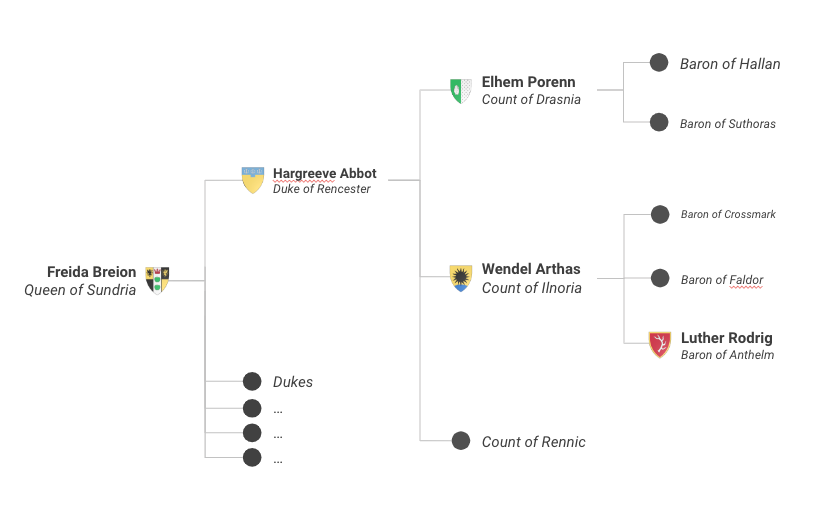 Freida Breion
Queen of Sundria
Hargreeve Abbot
Duke of Rencester
Dukes
...
...
...
Elhem Porenn
Count of Drasnia
Wendel Arthas
Count of Ilnoria
Count of Rennic
Baron of Hallan
Baron of Suthoras
Baron of Crossmark
Baron of Faldor
Luther Rodrig
Baron of Anthelm